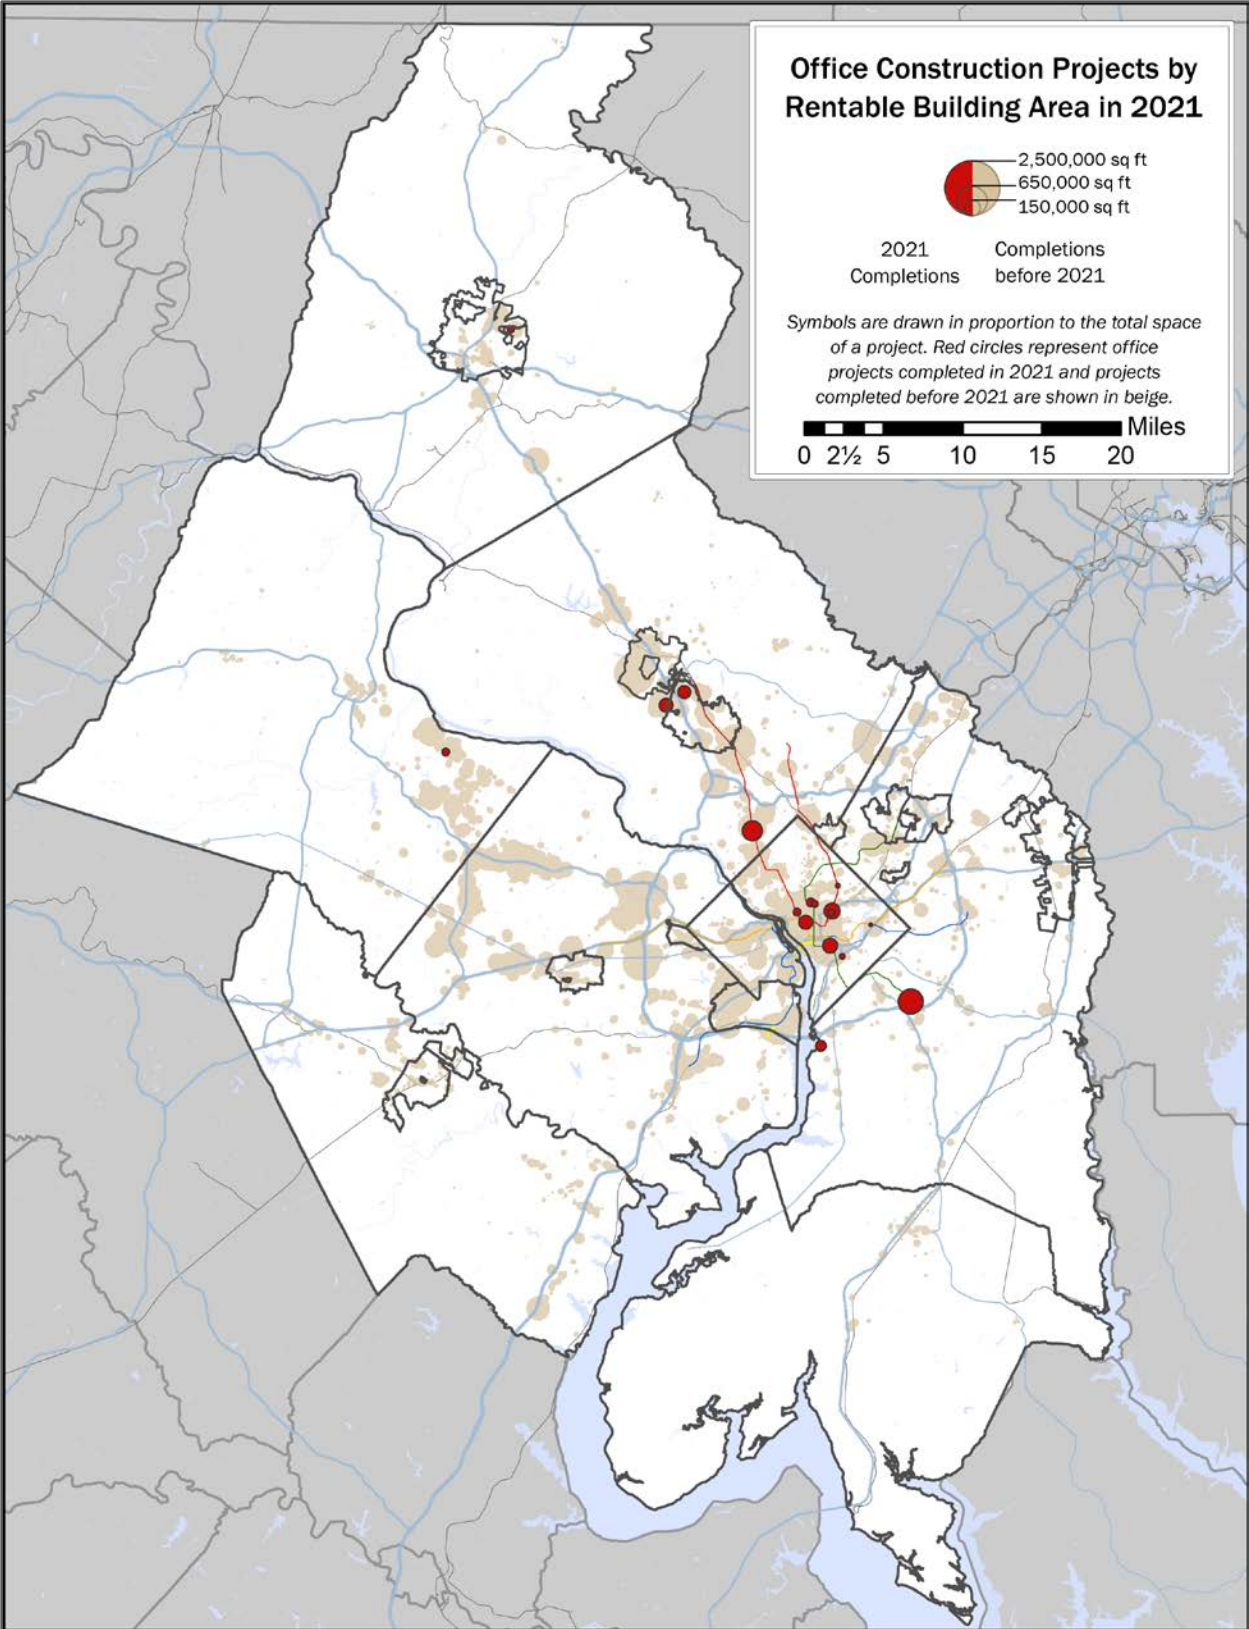 Office Construction Projects by
Rentable Building Area in 2021
2,500,000 sq ft
650,000 sq ft
150,000 sq ft
2021
Completions
Completions
before 2021
Symbols are drawn in proportion to the total space
of a project. Red circles represent office
projects completed in 2021 and projects
completed before 2021 are shown in beige.
Miles
0 2½ 5 10 15 20